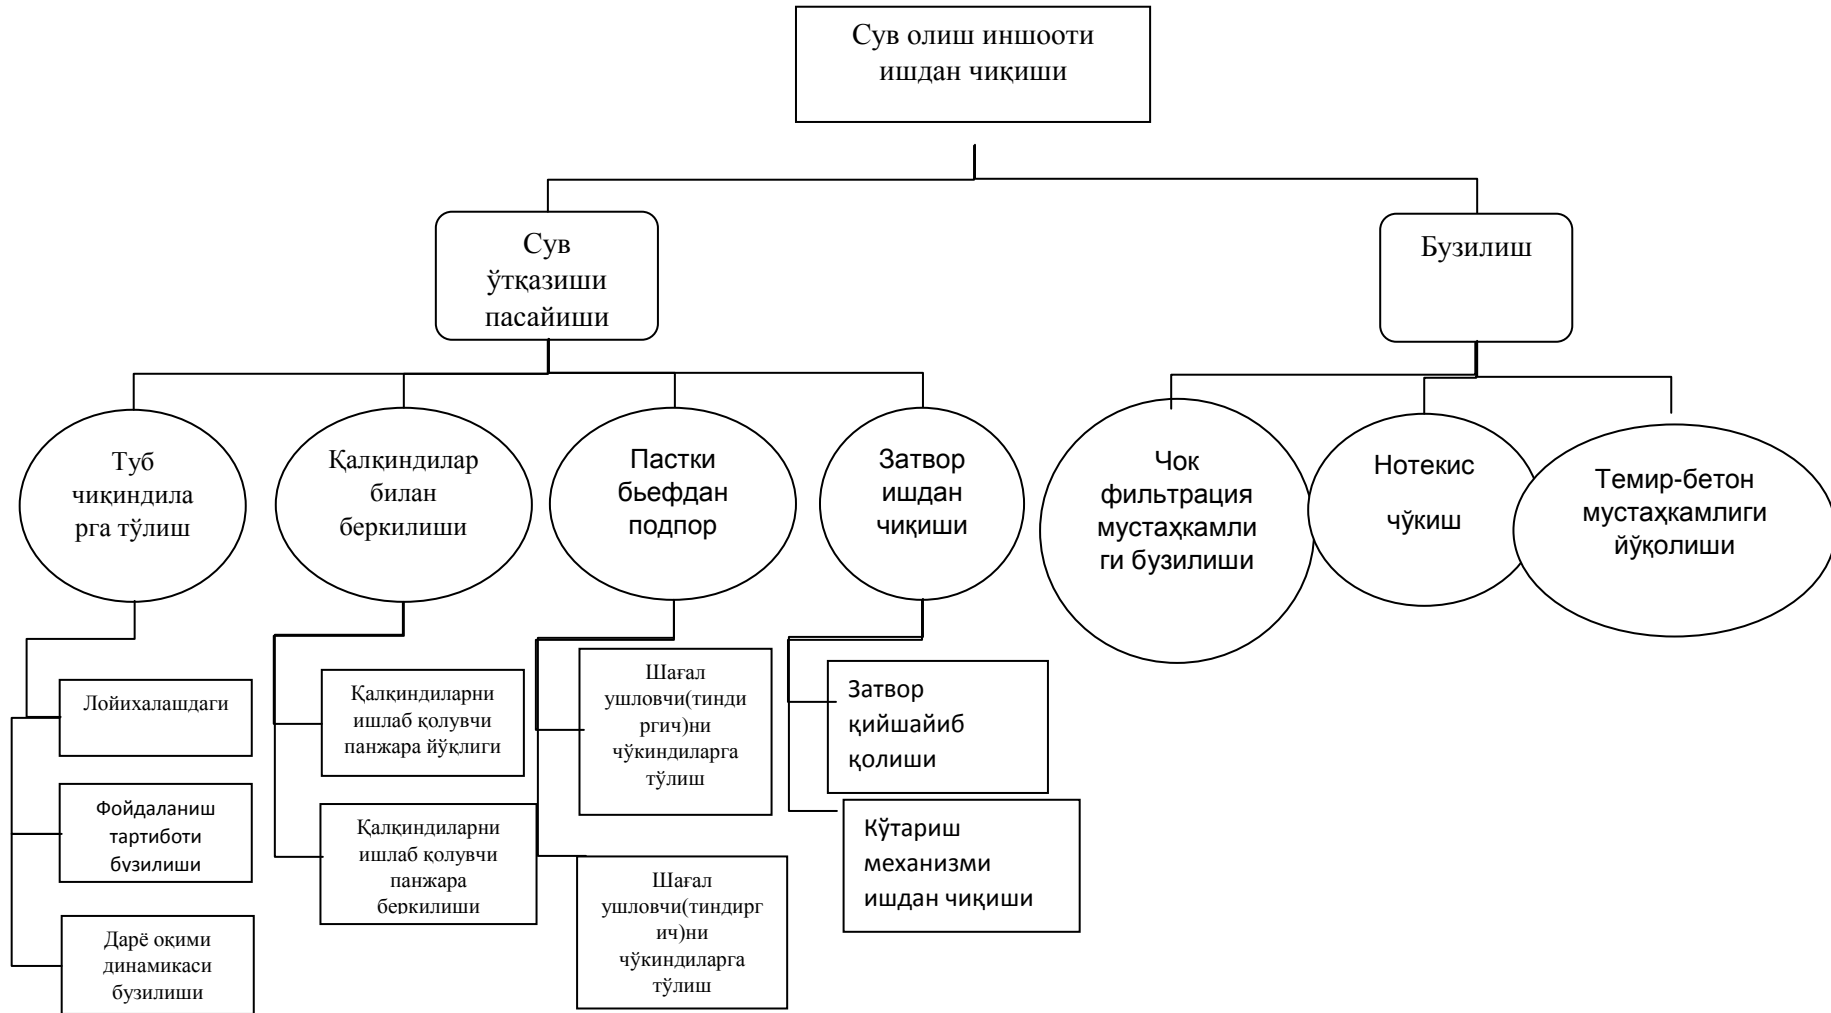 Сув олиш иншооти
ишдан чиқиши
Сув
ўтқазиши
пасайиши
Бузилиш
Туб
чиқиндила
рга тўлиш
Қалқиндилар
билан
беркилиши
Пастки
бьефдан
подпор
Затвор
ишдан
чиқиши
Чок
фильтрация
мустаҳкамли
ги бузилиши
Нотекис
чўкиш
Темир-бетон
мустаҳкамлиги
йўқолиши
Лойихалашдаги
Фойдаланиш
тартиботи
бузилиши
Дарё оқими
динамикаси
бузилиши
Қалқиндиларни
ишлаб қолувчи
панжара йўқлиги
Қалқиндиларни
ишлаб қолувчи
панжара
беркилиши
Шағал
ушловчи(тинди
ргич)ни
чўкиндиларга
тўлиш
Шағал
ушловчи(тиндирг
ич)ни
чўкиндиларга
тўлиш
Затвор
қийшайиб
қолиши
Кўтариш
механизми
ишдан чиқиши